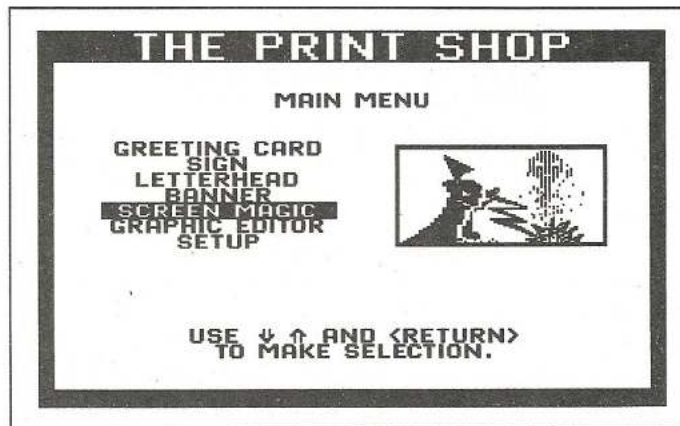 THE PRINT SHOP
MAIN MENU
GREETING CARD
SIGN
LETTERHEAD
BANNER
SCREEN MAGIC
GRAPHIC EDITOR
SETUP
USE ↓ ↑ AND <RETURN>
TO MAKE SELECTION.